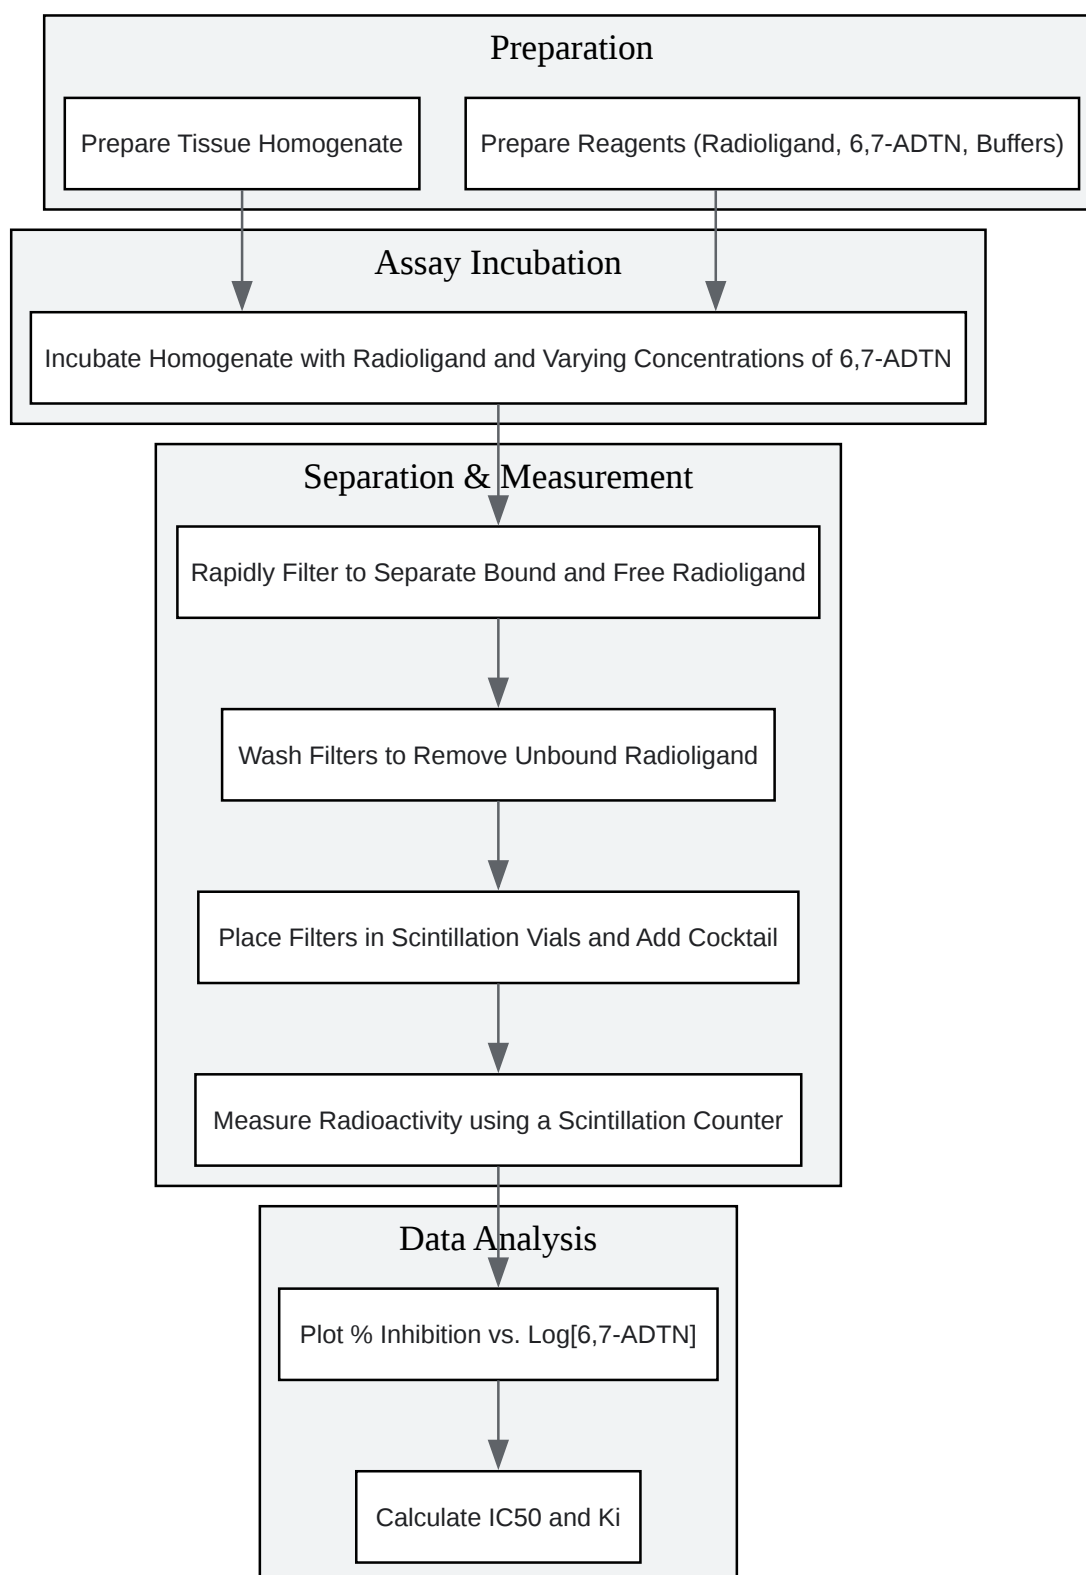 Preparation
Prepare Tissue Homogenate
Prepare Reagents (Radioligand, 6,7-ADTN, Buffers)
Assay Incubation
Incubate Homogenate with Radioligand and Varying Concentrations of 6,7-ADTN
Separation & Measurement
Rapidly Filter to Separate Bound and Free Radioligand
Wash Filters to Remove Unbound Radioligand
Place Filters in Scintillation Vials and Add Cocktail
Measure Radioactivity using a Scintillation Counter
Data Analysis
Plot % Inhibition vs. Log[6,7-ADTN]
Calculate IC50 and Ki